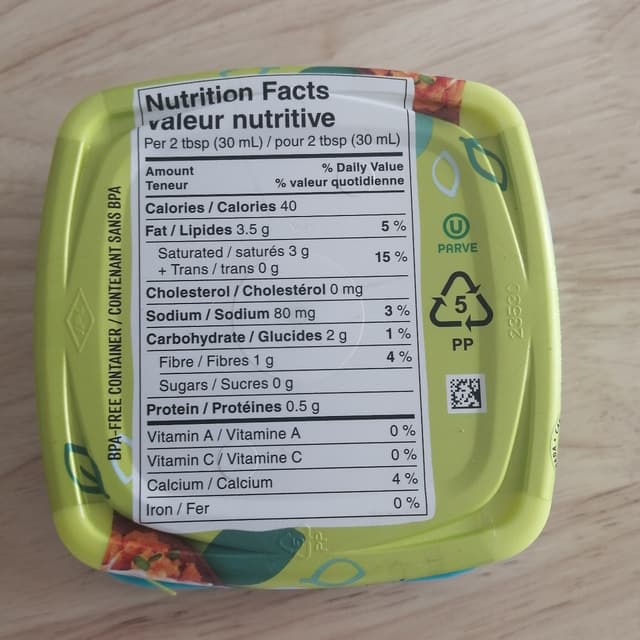 Nutrition Facts
Valeur nutritive
Per 2 tbsp (30 mL) / pour 2 tbsp (30 mL)
Amount % Daily Value
Teneur % valeur quotidienne
Calories / Calories 40
Fat / Lipides 3.5 g 5 %
Saturated / saturés 3 g 15 %
+ Trans / trans 0 g
Cholesterol / Cholestérol 0 mg
Sodium / Sodium 80 mg 3 %
Carbohydrate / Glucides 2 g 1 %
Fibre / Fibres 1 g 4 %
Sugars / Sucres 0 g
Protein / Protéines 0.5 g
Vitamin A / Vitamine A 0 %
Vitamin C / Vitamine C 0 %
Calcium / Calcium 4 %
Iron / Fer 0 %
BPA-FREE CONTAINER / CONTENANT SANS BPA
U
PARVE
5
PP